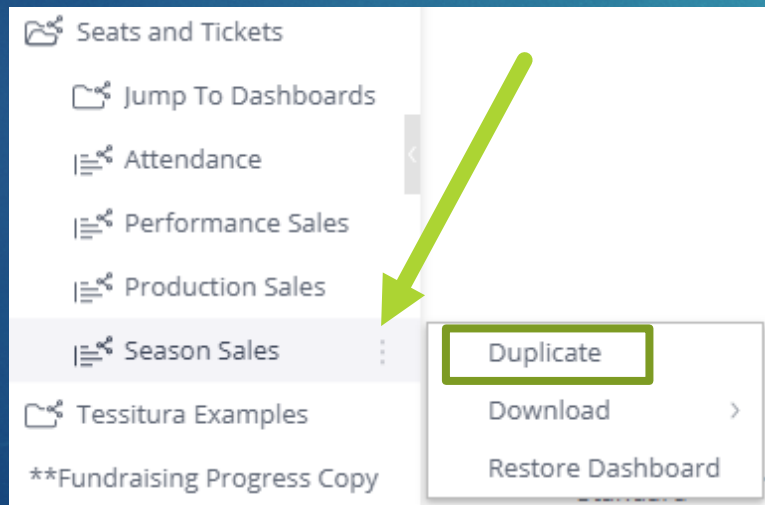 Seats and Tickets
Jump To Dashboards
Attendance
Performance Sales
Production Sales
Season Sales
Duplicate
Tessitura Examples
Download
**Fundraising Progress Copy
Restore Dashboard